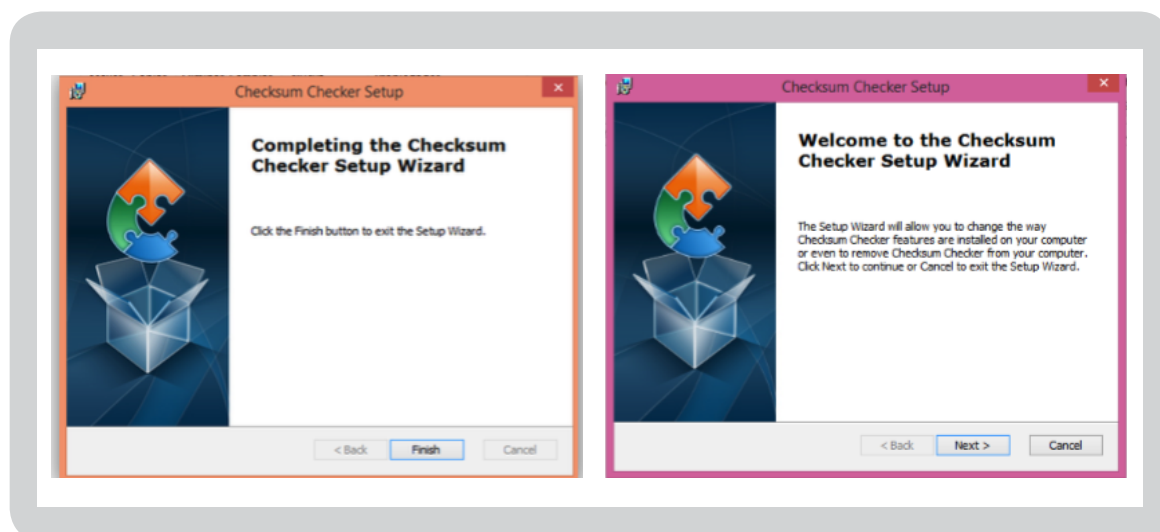 Checksum Checker Setup
Completing the Checksum
Checker Setup Wizard
Click the Finish button to exit the Setup Wizard.
< Back Finish Cancel
Checksum Checker Setup
Welcome to the Checksum
Checker Setup Wizard
The Setup Wizard will allow you to change the way
Checksum Checker features are installed on your computer
or even to remove Checksum Checker from your computer.
Click Next to continue or Cancel to exit the Setup Wizard.
< Back Next > Cancel